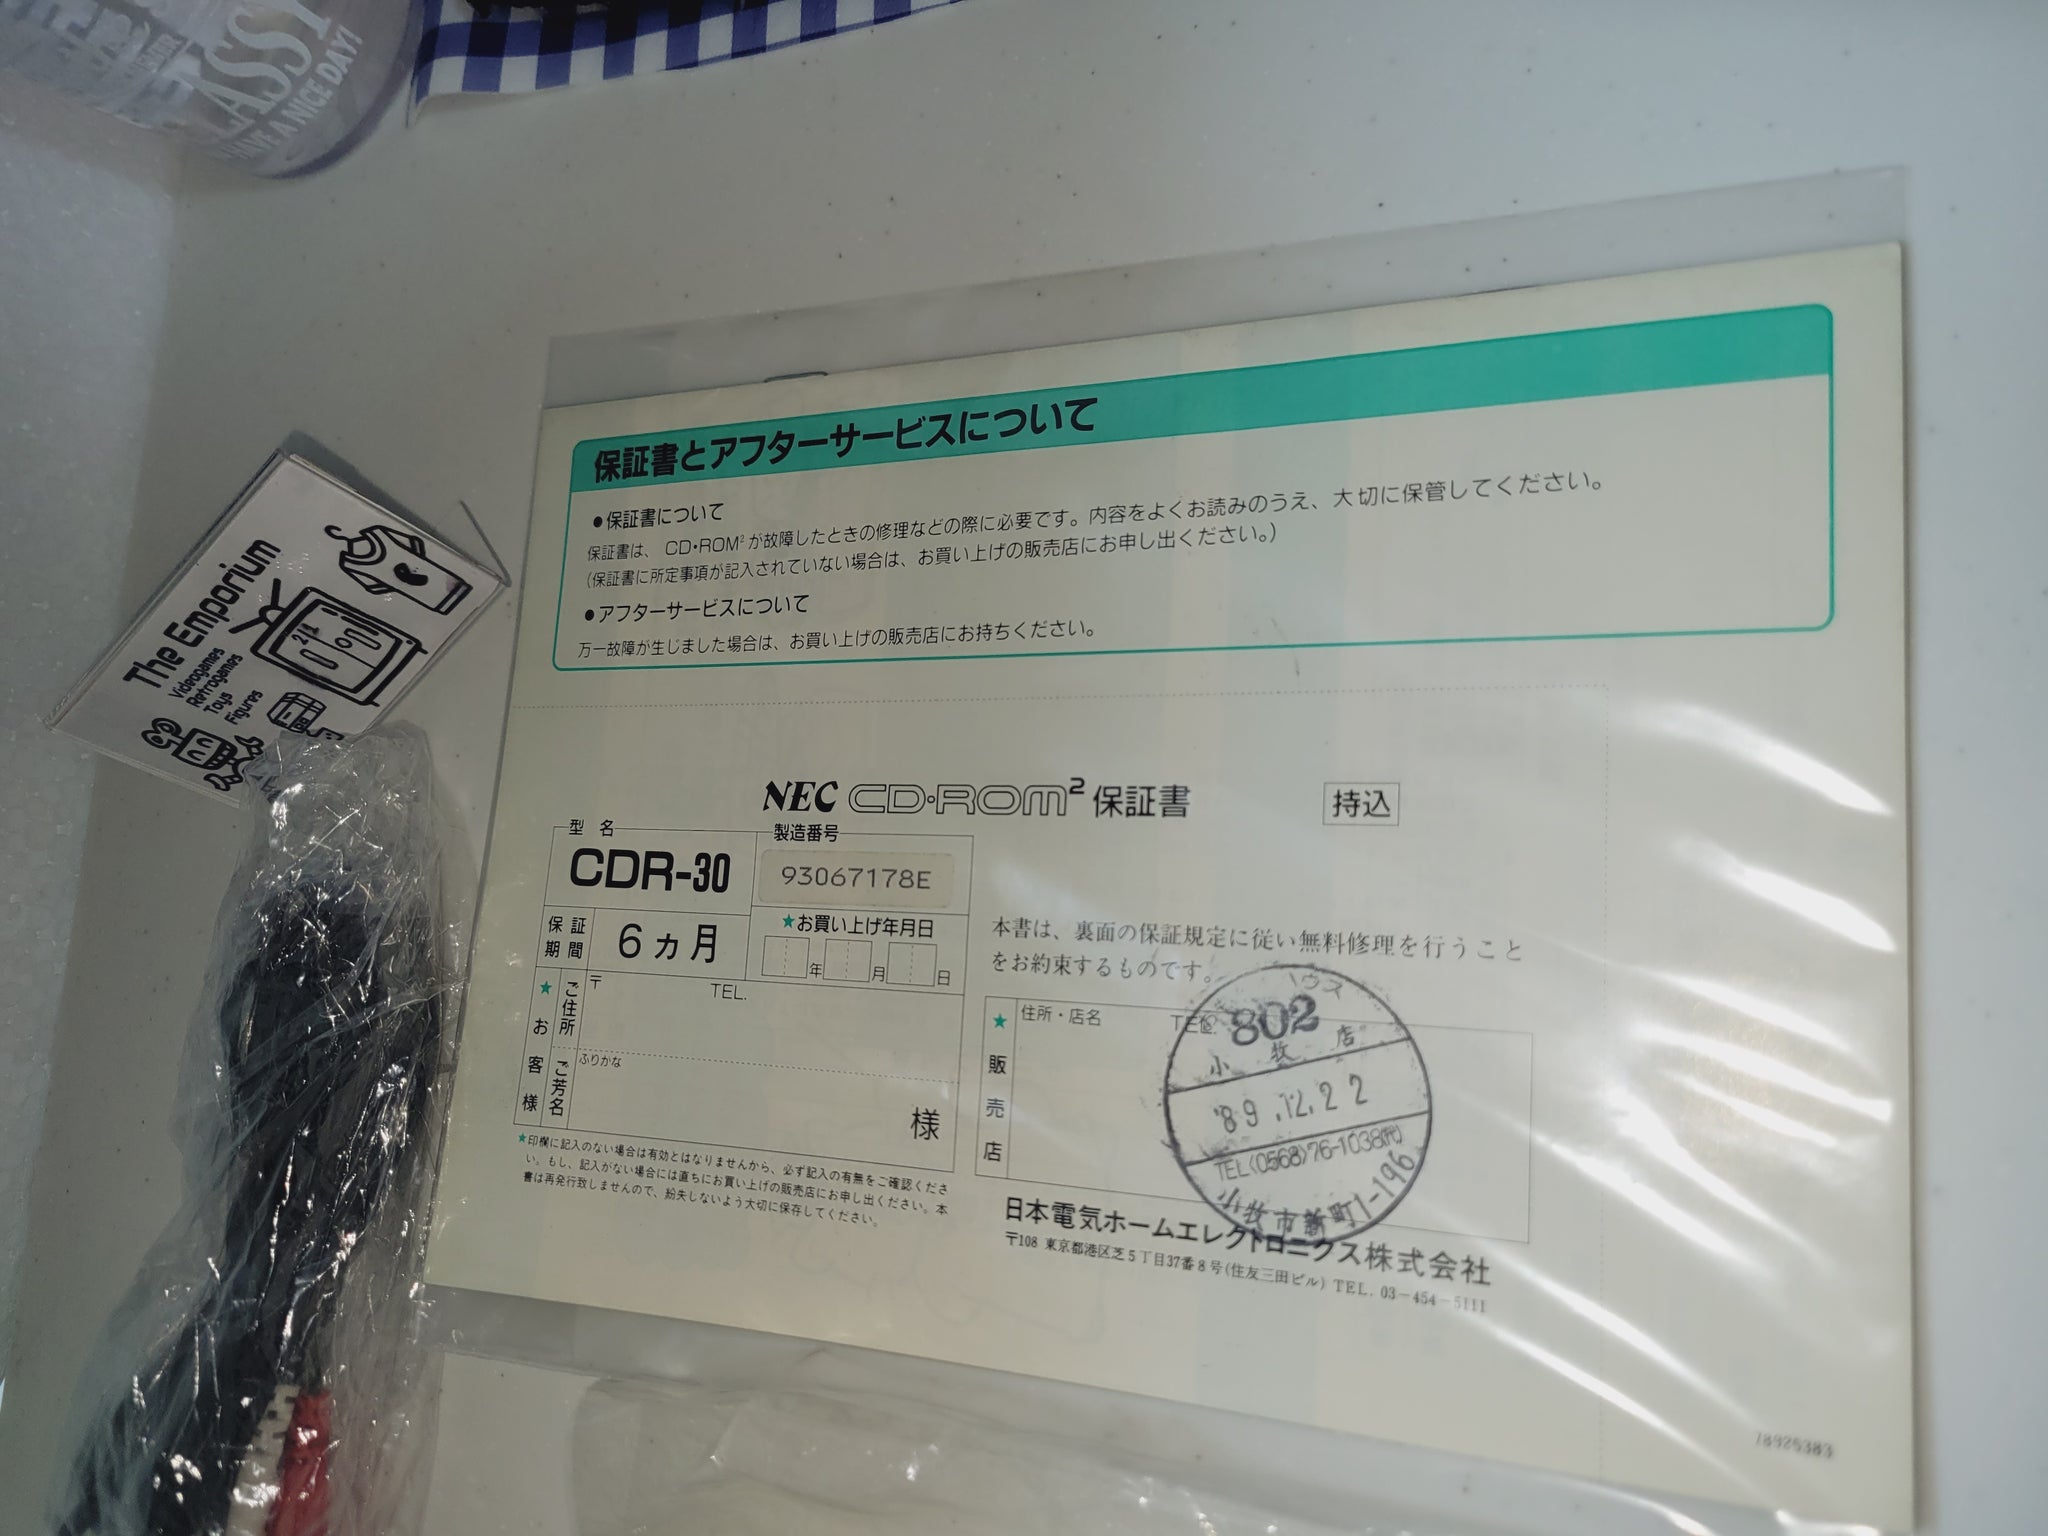 LASSY
HAVE A NICE DAY!
The Emporium
Videogames
Retrogames
Toys
Figures
保証書とアフターサービスについて
●保証書について
保証書は、CD・ROM²が故障したときの修理などの際に必要です。内容をよくお読みのうえ、大切に保管してください。
(保証書に所定事項が記入されていない場合は、お買い上げの販売店にお申し出ください。)
●アフターサービスについて
万一故障が生じました場合は、お買い上げの販売店にお持ちください。
NEC CD・ROM² 保証書 持込
型名 製造番号
CDR-30 93067178E
保証期間 6ヵ月
★お買い上げ年月日
年 月 日
★お客様
ご住所 〒 TEL.
ご芳名 ふりかな
様
★印欄に記入のない場合は有効とはなりませんから、必ず記入の有無をご確認くださ
い。もし、記入がない場合には直ちにお買い上げの販売店にお申し出ください。本
書は再発行致しませんので、紛失しないよう大切に保存してください。
本書は、裏面の保証規定に従い無料修理を行うこと
をお約束するものです。
★販売店 住所・店名
ハウス
802
小牧店
'89.12.22
TEL(0568)76-1038(代)
小牧市新町1-196
日本電気ホームエレクトロニクス株式会社
〒108 東京都港区芝5丁目37番8号(住友三田ビル) TEL. 03-454-5111
78925383